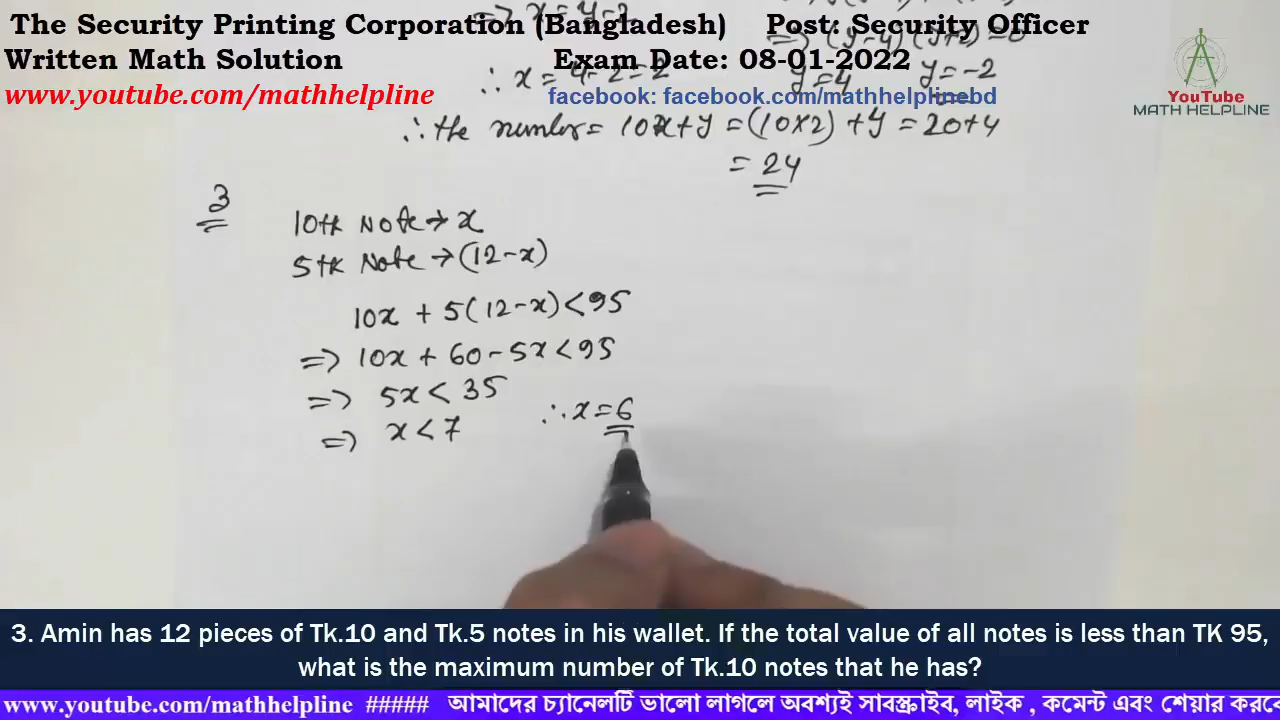 The Security Printing Corporation (Bangladesh) Post: Security Officer
Written Math Solution Exam Date: 08-01-2022
www.youtube.com/mathhelpline facebook: facebook.com/mathhelplinebd
YouTube
MATH HELPLINE
=> x = y-2
=> (y-4) (y+2) = 0
∴ x = 4-2 = 2 y=4 y=-2
∴ the number = 10x+y = (10×2) + y = 20+4
= 24
3
10tk Note → x
5tk Note → (12-x)
10x + 5(12-x) < 95
=> 10x + 60 - 5x < 95
=> 5x < 35
=> x < 7 ∴ x = 6
3. Amin has 12 pieces of Tk.10 and Tk.5 notes in his wallet. If the total value of all notes is less than TK 95,
what is the maximum number of Tk.10 notes that he has?
www.youtube.com/mathhelpline ##### আমাদের চ্যানেলটি ভালো লাগলে অবশ্যই সাবস্ক্রাইব, লাইক , কমেন্ট এবং শেয়ার করবে